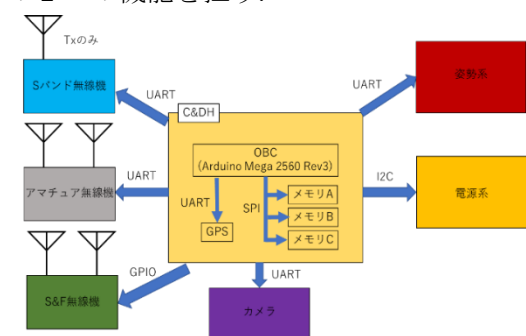 Txのみ
Sバンド無線機
UART
UART
姿勢系
C&DH
OBC
(Arduino Mega 2560 Rev3)
アマチュア無線機
UART
UART
SPI
メモリA
メモリB
メモリC
GPS
I2C
電源系
S&F無線機
GPIO
UART
カメラ